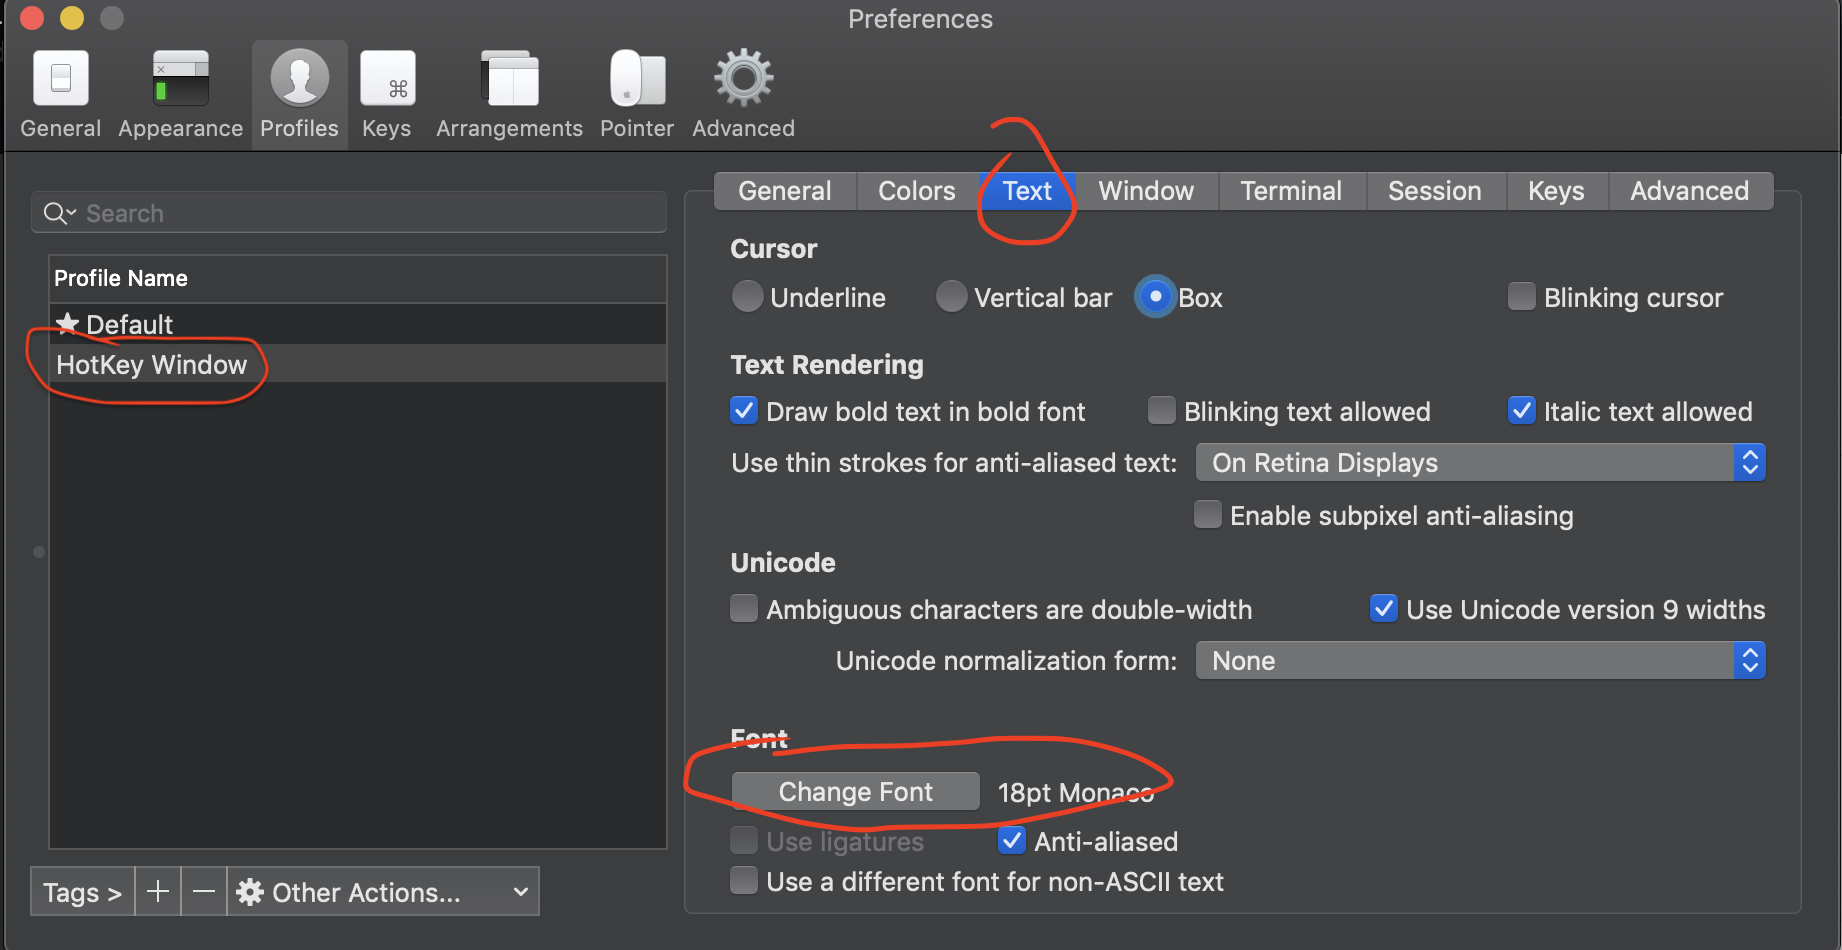 Preferences
General Appearance Profiles Keys Arrangements Pointer Advanced
Search
Profile Name
★ Default
HotKey Window
Tags > + — Other Actions...
General Colors Text Window Terminal Session Keys Advanced
Cursor
Underline Vertical bar Box Blinking cursor
Text Rendering
Draw bold text in bold font Blinking text allowed Italic text allowed
Use thin strokes for anti-aliased text: On Retina Displays
Enable subpixel anti-aliasing
Unicode
Ambiguous characters are double-width Use Unicode version 9 widths
Unicode normalization form: None
Font
Change Font 18pt Monaco
Use ligatures Anti-aliased
Use a different font for non-ASCII text